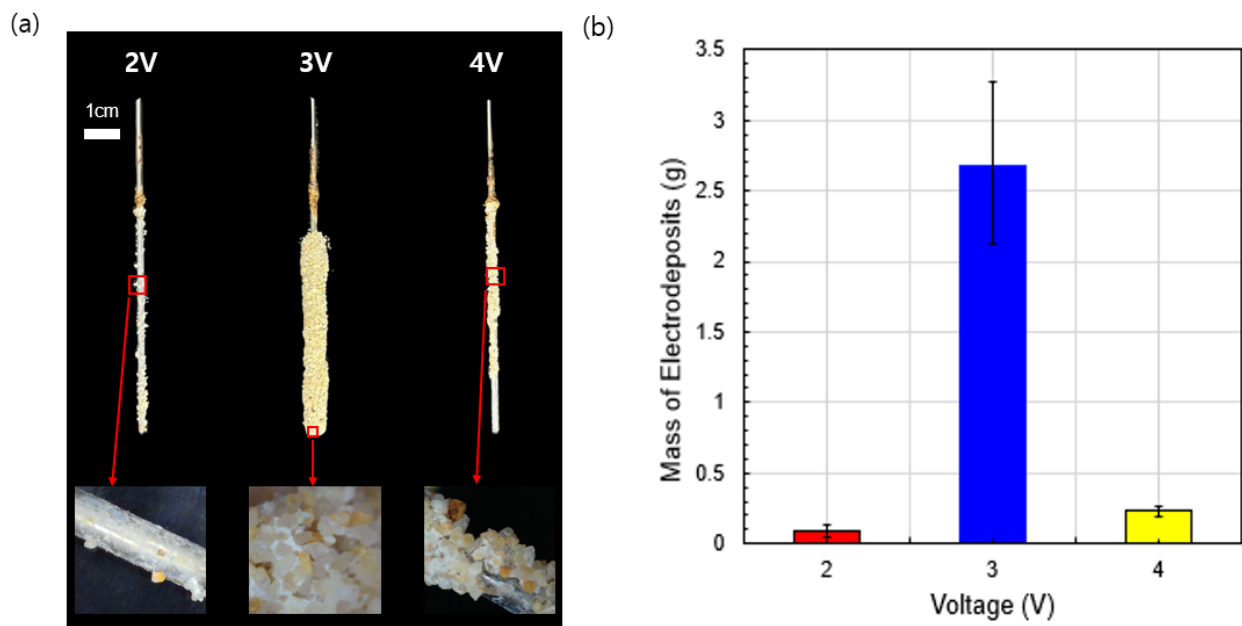 (a)
2V 3V 4V
1cm
(b)
3.5
3
2.5
2
1.5
1
0.5
0
Mass of Electrodeposits (g)
2 3 4
Voltage (V)